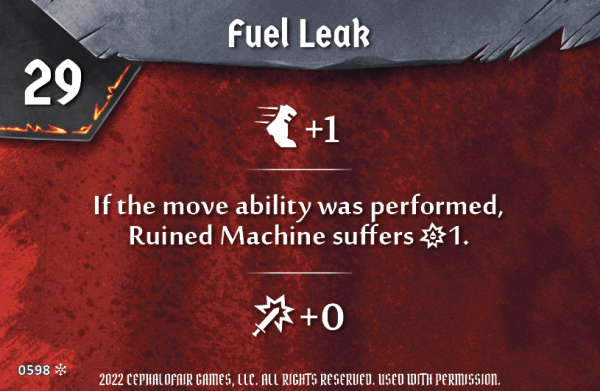 Fuel Leak
29
+1
If the move ability was performed,
Ruined Machine suffers 1.
+0
0598
2022 CEPHALOFAIR GAMES, LLC. ALL RIGHTS RESERVED. USED WITH PERMISSION.